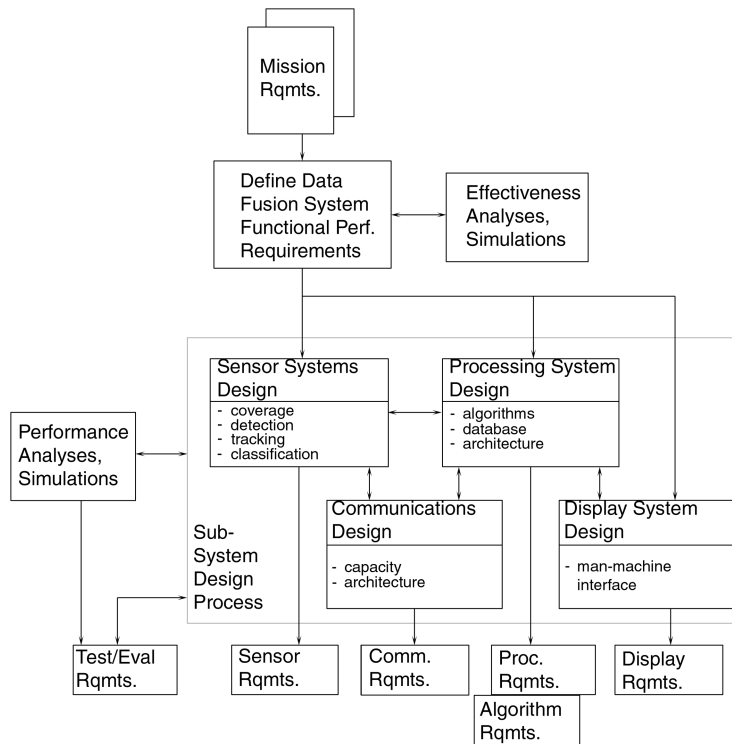 Mission
Rqmts.
Define Data
Fusion System
Functional Perf.
Requirements
Effectiveness
Analyses,
Simulations
Sensor Systems
Design
- coverage
- detection
- tracking
- classification
Processing System
Design
- algorithms
- database
- architecture
Performance
Analyses,
Simulations
Communications
Design
- capacity
- architecture
Display System
Design
- man-machine
interface
Sub-
System
Design
Process
Test/Eval
Rqmts.
Sensor
Rqmts.
Comm.
Rqmts.
Proc.
Rqmts.
Display
Rqmts.
Algorithm
Rqmts.